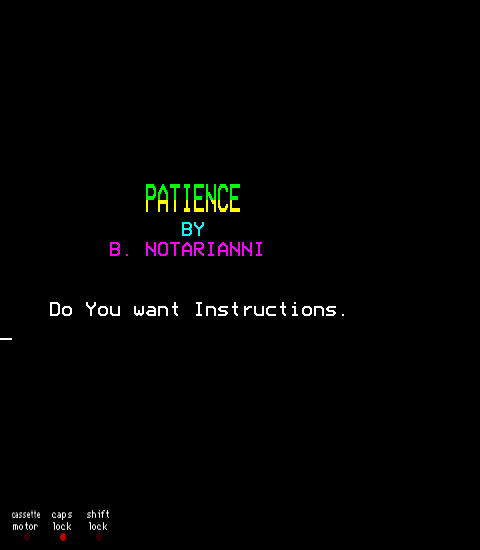 PATIENCE
BY
B. NOTARIANNI
Do You want Instructions.
cassette motor
caps lock
shift lock